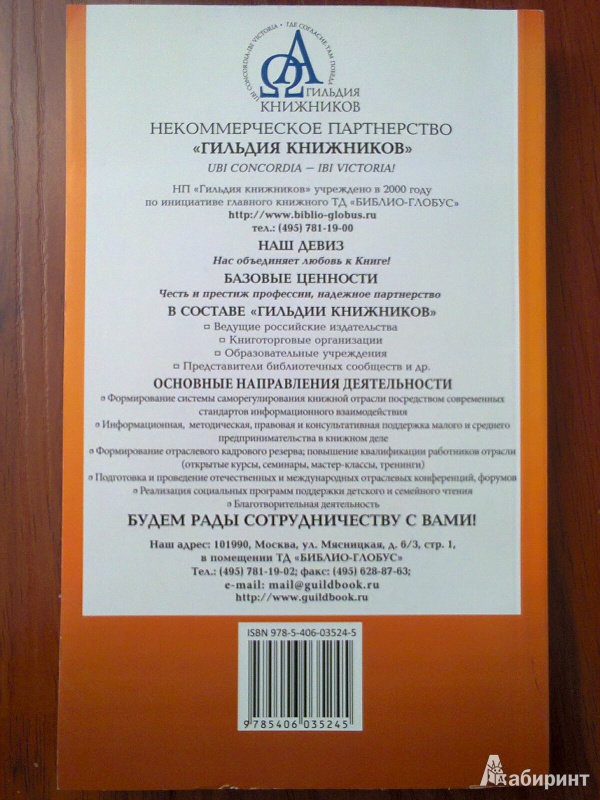 UBI CONCORDIA-IBI VICTORIA • ГДЕ СОГЛАСИЕ ТАМ ПОБЕДА
ГИЛЬДИЯ
КНИЖНИКОВ
НЕКОММЕРЧЕСКОЕ ПАРТНЕРСТВО
«ГИЛЬДИЯ КНИЖНИКОВ»
UBI CONCORDIA — IBI VICTORIA!
НП «Гильдия книжников» учреждено в 2000 году
по инициативе главного книжного ТД «БИБЛИО-ГЛОБУС»
http://www.biblio-globus.ru
тел.: (495) 781-19-00
НАШ ДЕВИЗ
Нас объединяет любовь к Книге!
БАЗОВЫЕ ЦЕННОСТИ
Честь и престиж профессии, надежное партнерство
В СОСТАВЕ «ГИЛЬДИИ КНИЖНИКОВ»
Ведущие российские издательства
Книготорговые организации
Образовательные учреждения
Представители библиотечных сообществ и др.
ОСНОВНЫЕ НАПРАВЛЕНИЯ ДЕЯТЕЛЬНОСТИ
Формирование системы саморегулирования книжной отрасли посредством современных
стандартов информационного взаимодействия
Информационная, методическая, правовая и консультативная поддержка малого и среднего
предпринимательства в книжном деле
Формирование отраслевого кадрового резерва; повышение квалификации работников отрасли
(открытые курсы, семинары, мастер-классы, тренинги)
Подготовка и проведение отечественных и международных отраслевых конференций, форумов
Реализация социальных программ поддержки детского и семейного чтения
Благотворительная деятельность
БУДЕМ РАДЫ СОТРУДНИЧЕСТВУ С ВАМИ!
Наш адрес: 101990, Москва, ул. Мясницкая, д. 6/3, стр. 1,
в помещении ТД «БИБЛИО-ГЛОБУС»
Тел.: (495) 781-19-02; факс: (495) 628-87-63;
e-mail: mail@guildbook.ru
http://www.guildbook.ru
ISBN 978-5-406-03524-5
9 785406 035245
Лабиринт